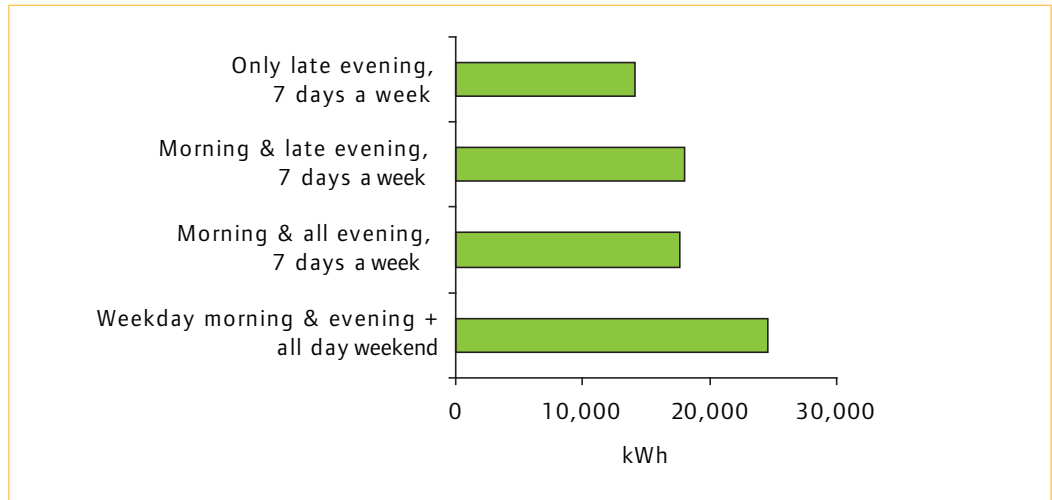 Only late evening,
7 days a week
Morning & late evening,
7 days a week
Morning & all evening,
7 days a week
Weekday morning & evening +
all day weekend
0 10,000 20,000 30,000
kWh